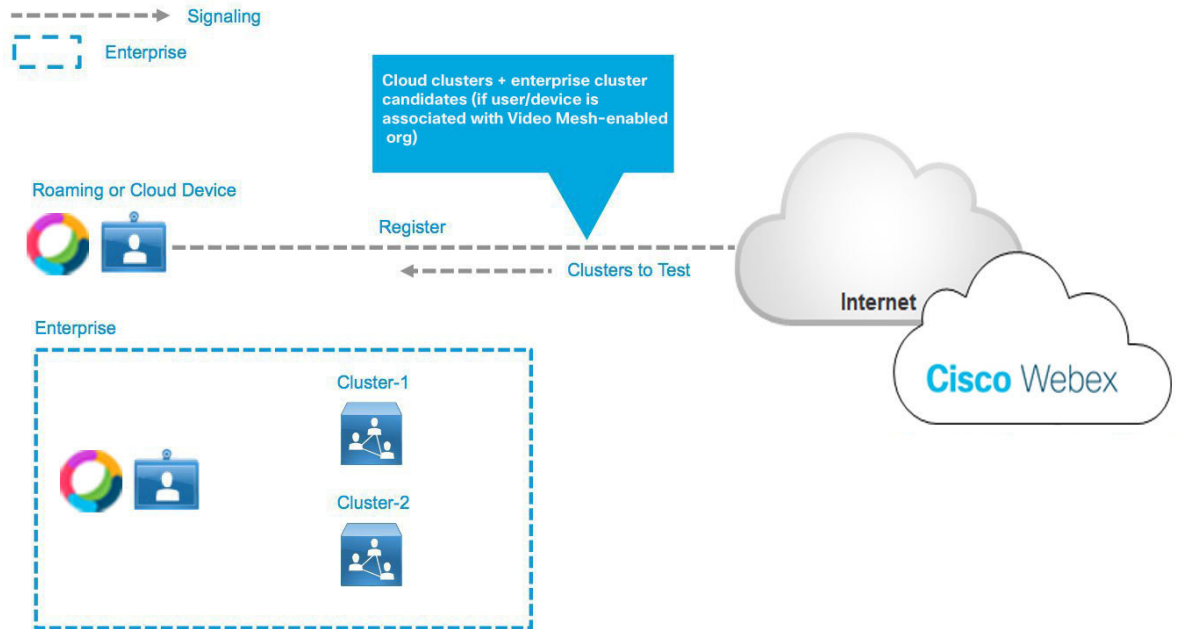 Signaling
Enterprise
Cloud clusters + enterprise cluster
candidates (if user/device is
associated with Video Mesh-enabled
org)
Roaming or Cloud Device
Register
Clusters to Test
Internet
Cisco Webex
Enterprise
Cluster-1
Cluster-2